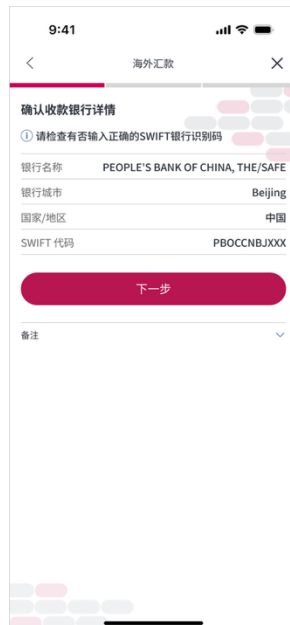 9:41
海外汇款
确认收款银行详情
请检查有否输入正确的SWIFT银行识别码
银行名称 PEOPLE'S BANK OF CHINA, THE/SAFE
银行城市 Beijing
国家/地区 中国
SWIFT 代码 PBOCCNBJXXX
下一步
备注